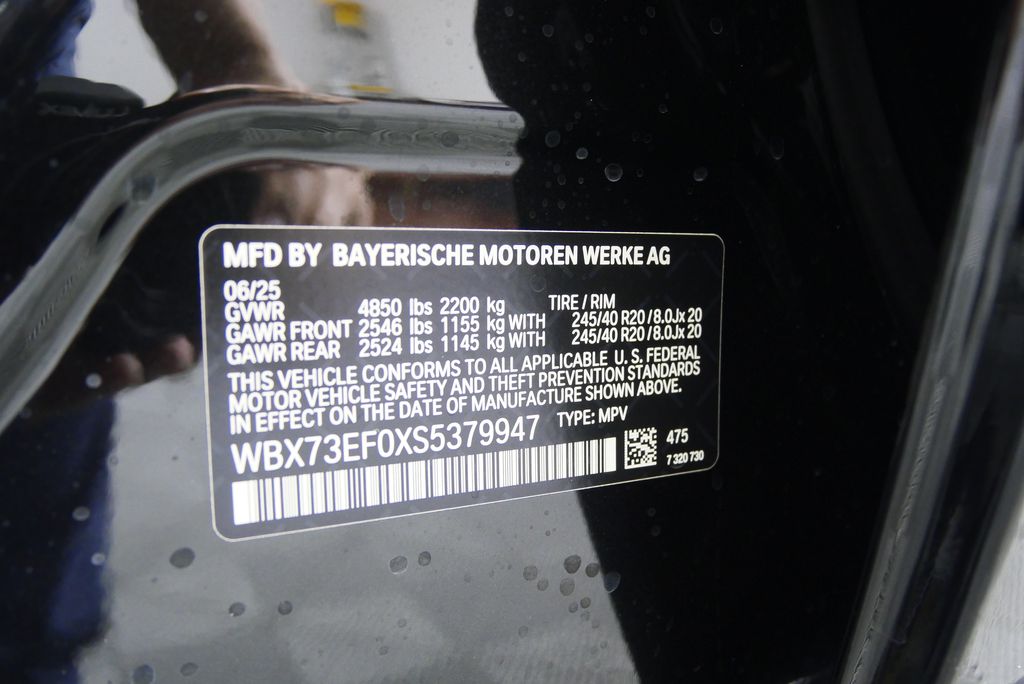 MFD BY BAYERISCHE MOTOREN WERKE AG
06/25
GVWR 4850 lbs 2200 kg TIRE / RIM
GAWR FRONT 2546 lbs 1155 kg WITH 245/40 R20 / 8.0Jx 20
GAWR REAR 2524 lbs 1145 kg WITH 245/40 R20 / 8.0Jx 20
THIS VEHICLE CONFORMS TO ALL APPLICABLE U. S. FEDERAL
MOTOR VEHICLE SAFETY AND THEFT PREVENTION STANDARDS
IN EFFECT ON THE DATE OF MANUFACTURE SHOWN ABOVE.
WBX73EF0XS5379947 TYPE: MPV
475
7 320 730